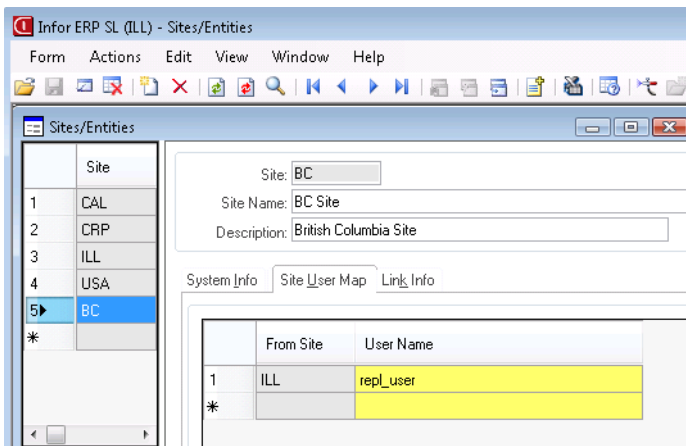 Infor ERP SL (ILL) - Sites/Entities
Form Actions Edit View Window Help
Sites/Entities
Site
1 CAL
2 CRP
3 ILL
4 USA
5 BC
Site: BC
Site Name: BC Site
Description: British Columbia Site
System Info Site User Map Link Info
From Site User Name
1 ILL repl_user